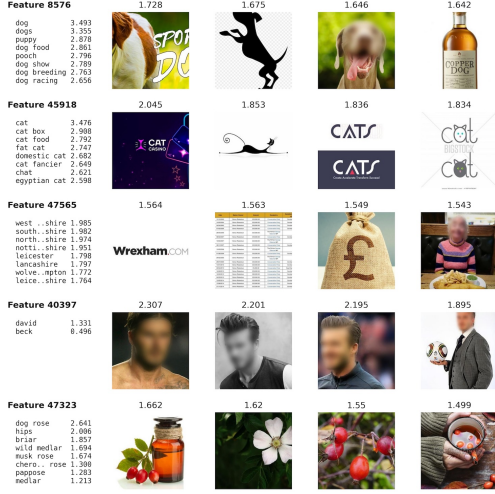 Feature 8576
dog 3.493
dogs 3.355
puppy 2.878
dog food 2.861
pooch 2.796
dog show 2.789
dog breeding 2.763
dog racing 2.656
1.728
1.675
1.646
1.642
SPOR
DO
COPPER
DOG
Feature 45918
cat 3.476
cat box 2.908
cat food 2.792
fat cat 2.747
domestic cat 2.682
cat fancier 2.649
chat 2.621
egyptian cat 2.598
2.045
1.853
1.836
1.834
CAT
CASINO
CATS
CATS
cat
BIGSTOCK
cat
Feature 47565
west ..shire 1.985
south..shire 1.982
north..shire 1.974
notti..shire 1.951
leicester 1.798
lancashire 1.797
wolve..mpton 1.772
leice..shire 1.764
1.564
1.563
1.549
1.543
Wrexham.COM
£
Feature 40397
david 1.331
beck 0.496
2.307
2.201
2.195
1.895
Feature 47323
dog rose 2.641
hips 2.006
briar 1.857
wild medlar 1.694
musk rose 1.674
chero.. rose 1.300
pappose 1.283
medlar 1.213
1.662
1.62
1.55
1.499